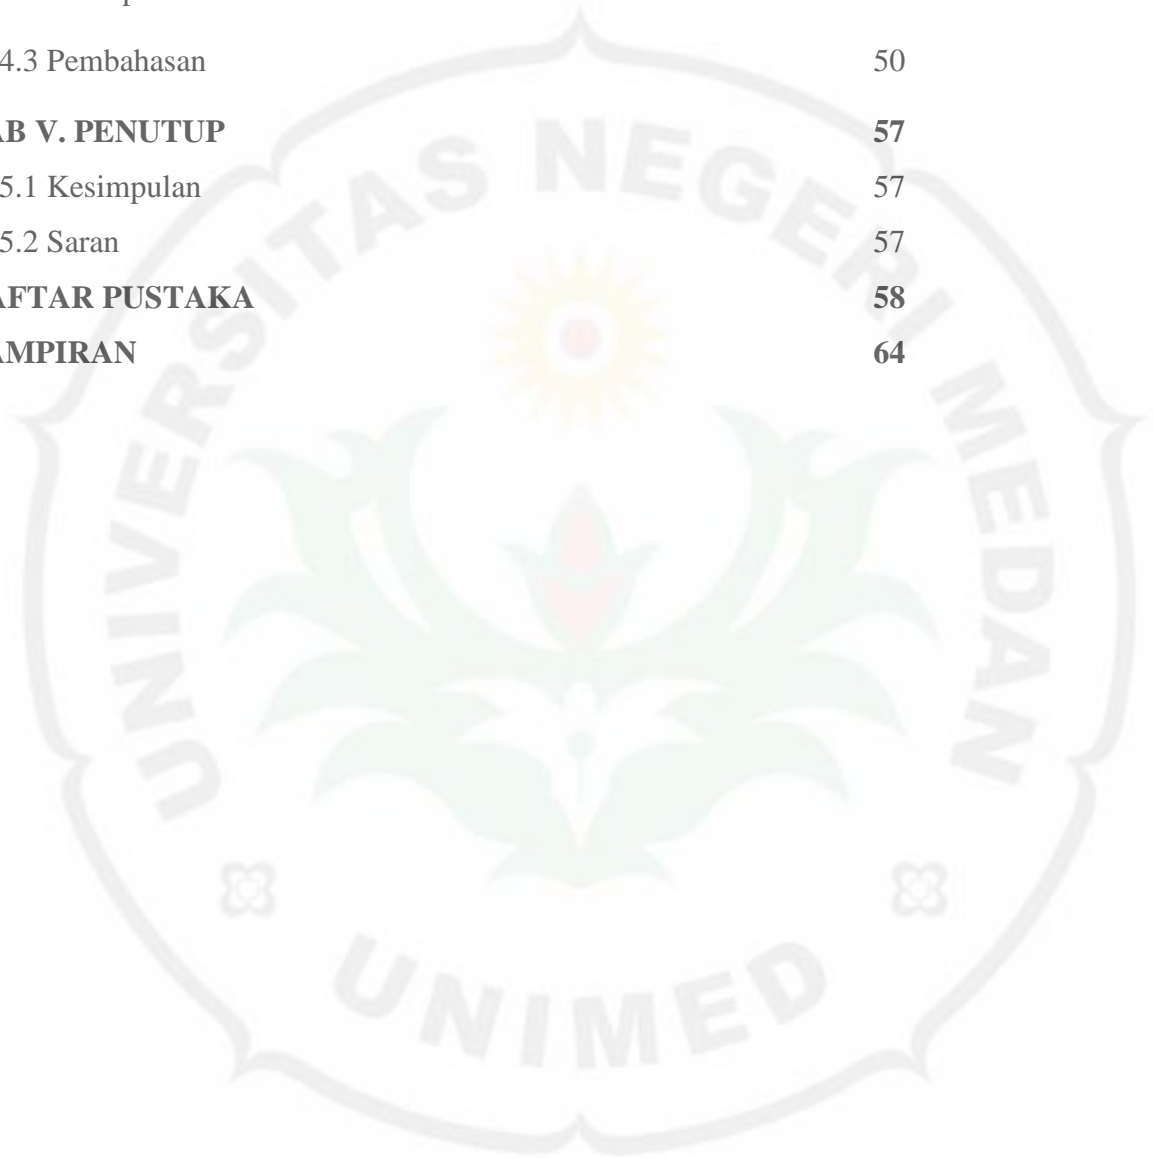 4.3 Pembahasan 50
AB V. PENUTUP 57
5.1 Kesimpulan 57
5.2 Saran 57
AFTAR PUSTAKA 58
AMPIRAN 64
UNIVERSITAS NEGERI MEDAN
UNIMED